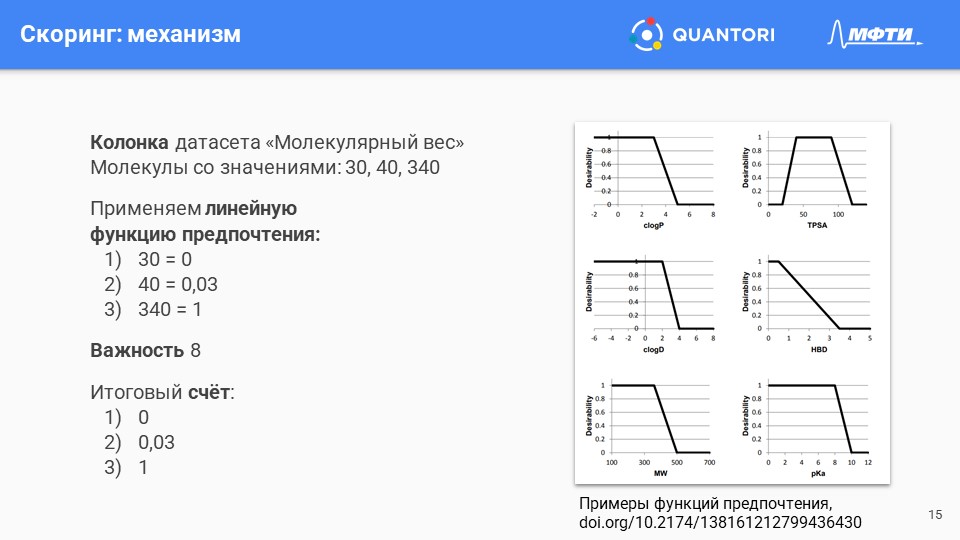 Скоринг: механизм
QUANTORI
МФТИ
Колонка датасета «Молекулярный вес»
Молекулы со значениями: 30, 40, 340
Применяем линейную
функцию предпочтения:
1) 30 = 0
2) 40 = 0,03
3) 340 = 1
Важность 8
Итоговый счёт:
1) 0
2) 0,03
3) 1
Desirability
1
0.8
0.6
0.4
0.2
0
-2 0 2 4 6 8
clogP
Desirability
1
0.8
0.6
0.4
0.2
0
0 50 100
TPSA
Desirability
1
0.8
0.6
0.4
0.2
0
-6 -4 -2 0 2 4 6 8
clogD
Desirability
1
0.8
0.6
0.4
0.2
0
0 1 2 3 4 5
HBD
Desirability
1
0.8
0.6
0.4
0.2
0
100 300 500 700
MW
Desirability
1
0.8
0.6
0.4
0.2
0
0 2 4 6 8 10 12
pKa
Примеры функций предпочтения,
doi.org/10.2174/138161212799436430
15